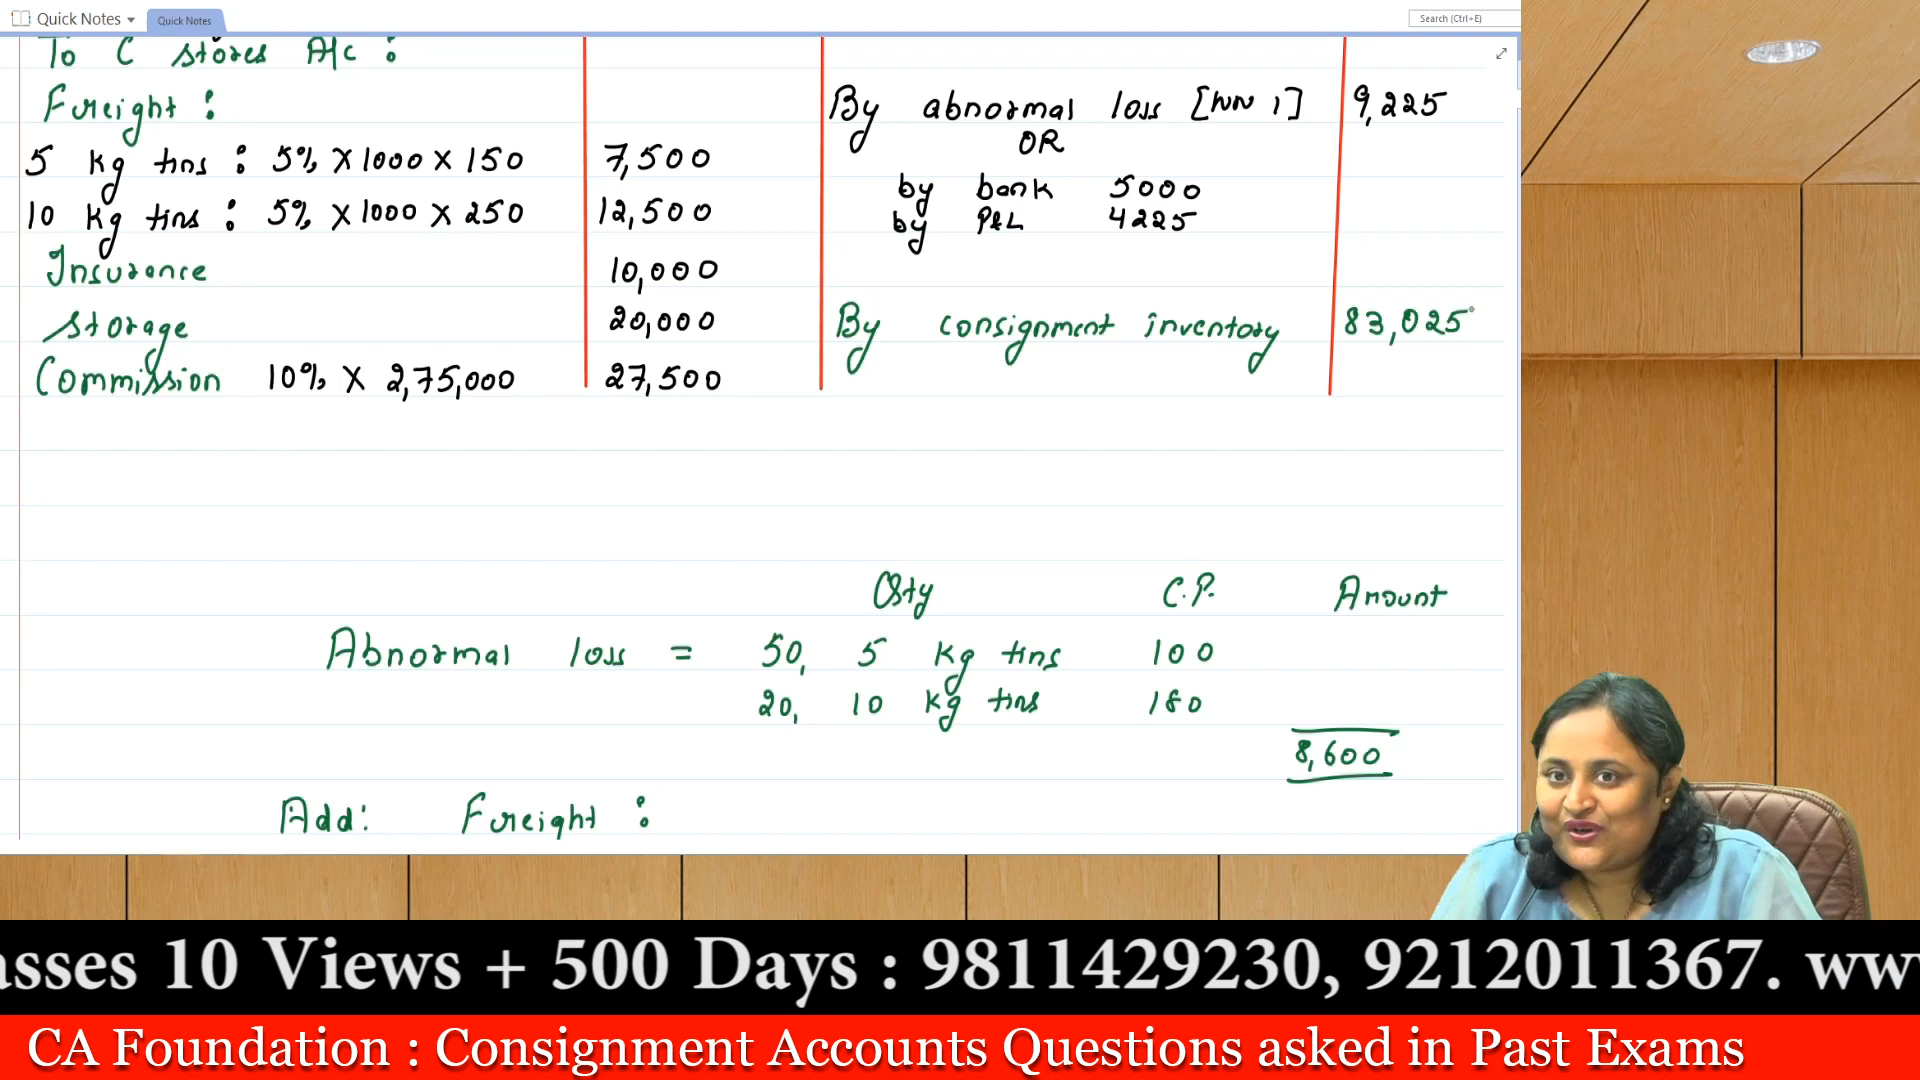 Quick Notes
Quick Notes
Search (Ctrl+E)
To C stores A/c :
Freight :
5 kg tins : 5% X 1000 X 150 7,500
10 kg tins : 5% X 1000 X 250 12,500
Insurance 10,000
Storage 20,000
Commission 10% X 2,75,000 27,500
By abnormal loss [WN 1] 9,225
OR
by bank 5000
by P&L 4225
By consignment inventory 83,025
Qty C.P. Amount
Abnormal loss = 50, 5 kg tins 100
20, 10 kg tins 180
8,600
Add: Freight :
asses 10 Views + 500 Days : 9811429230, 9212011367. ww
CA Foundation : Consignment Accounts Questions asked in Past Exams